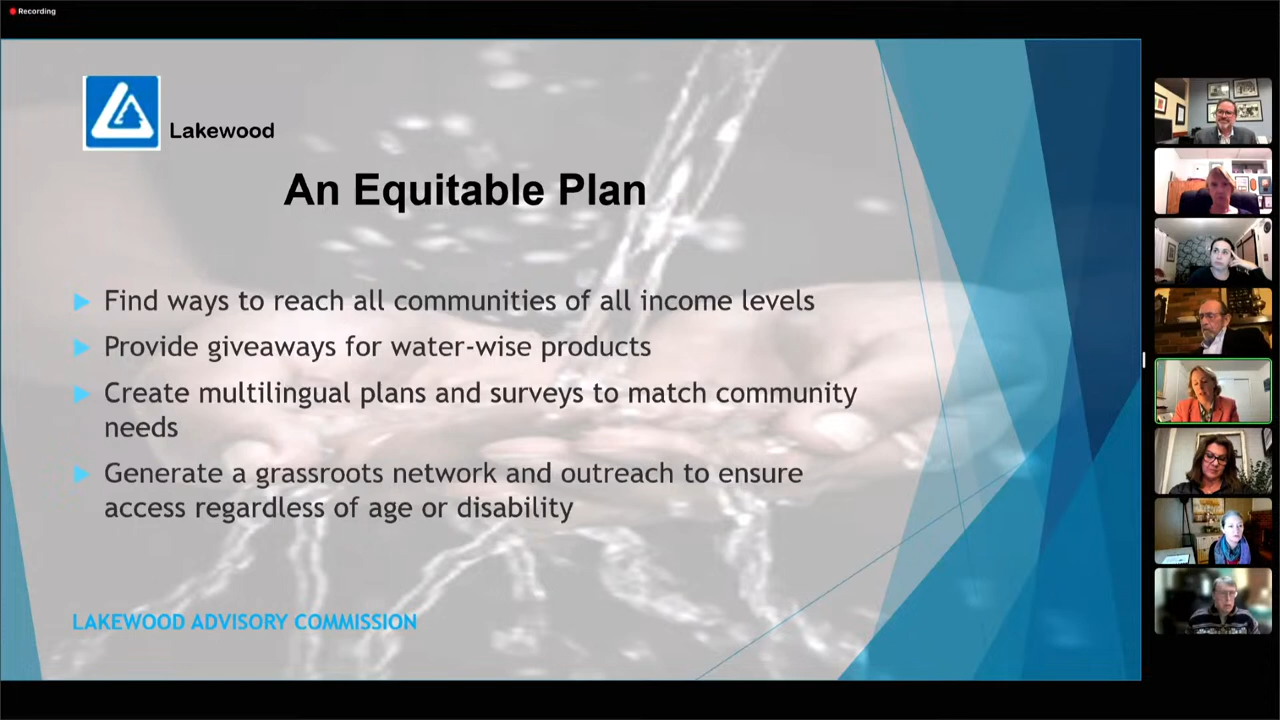 Recording
Lakewood
An Equitable Plan
Find ways to reach all communities of all income levels
Provide giveaways for water-wise products
Create multilingual plans and surveys to match community
needs
Generate a grassroots network and outreach to ensure
access regardless of age or disability
LAKEWOOD ADVISORY COMMISSION